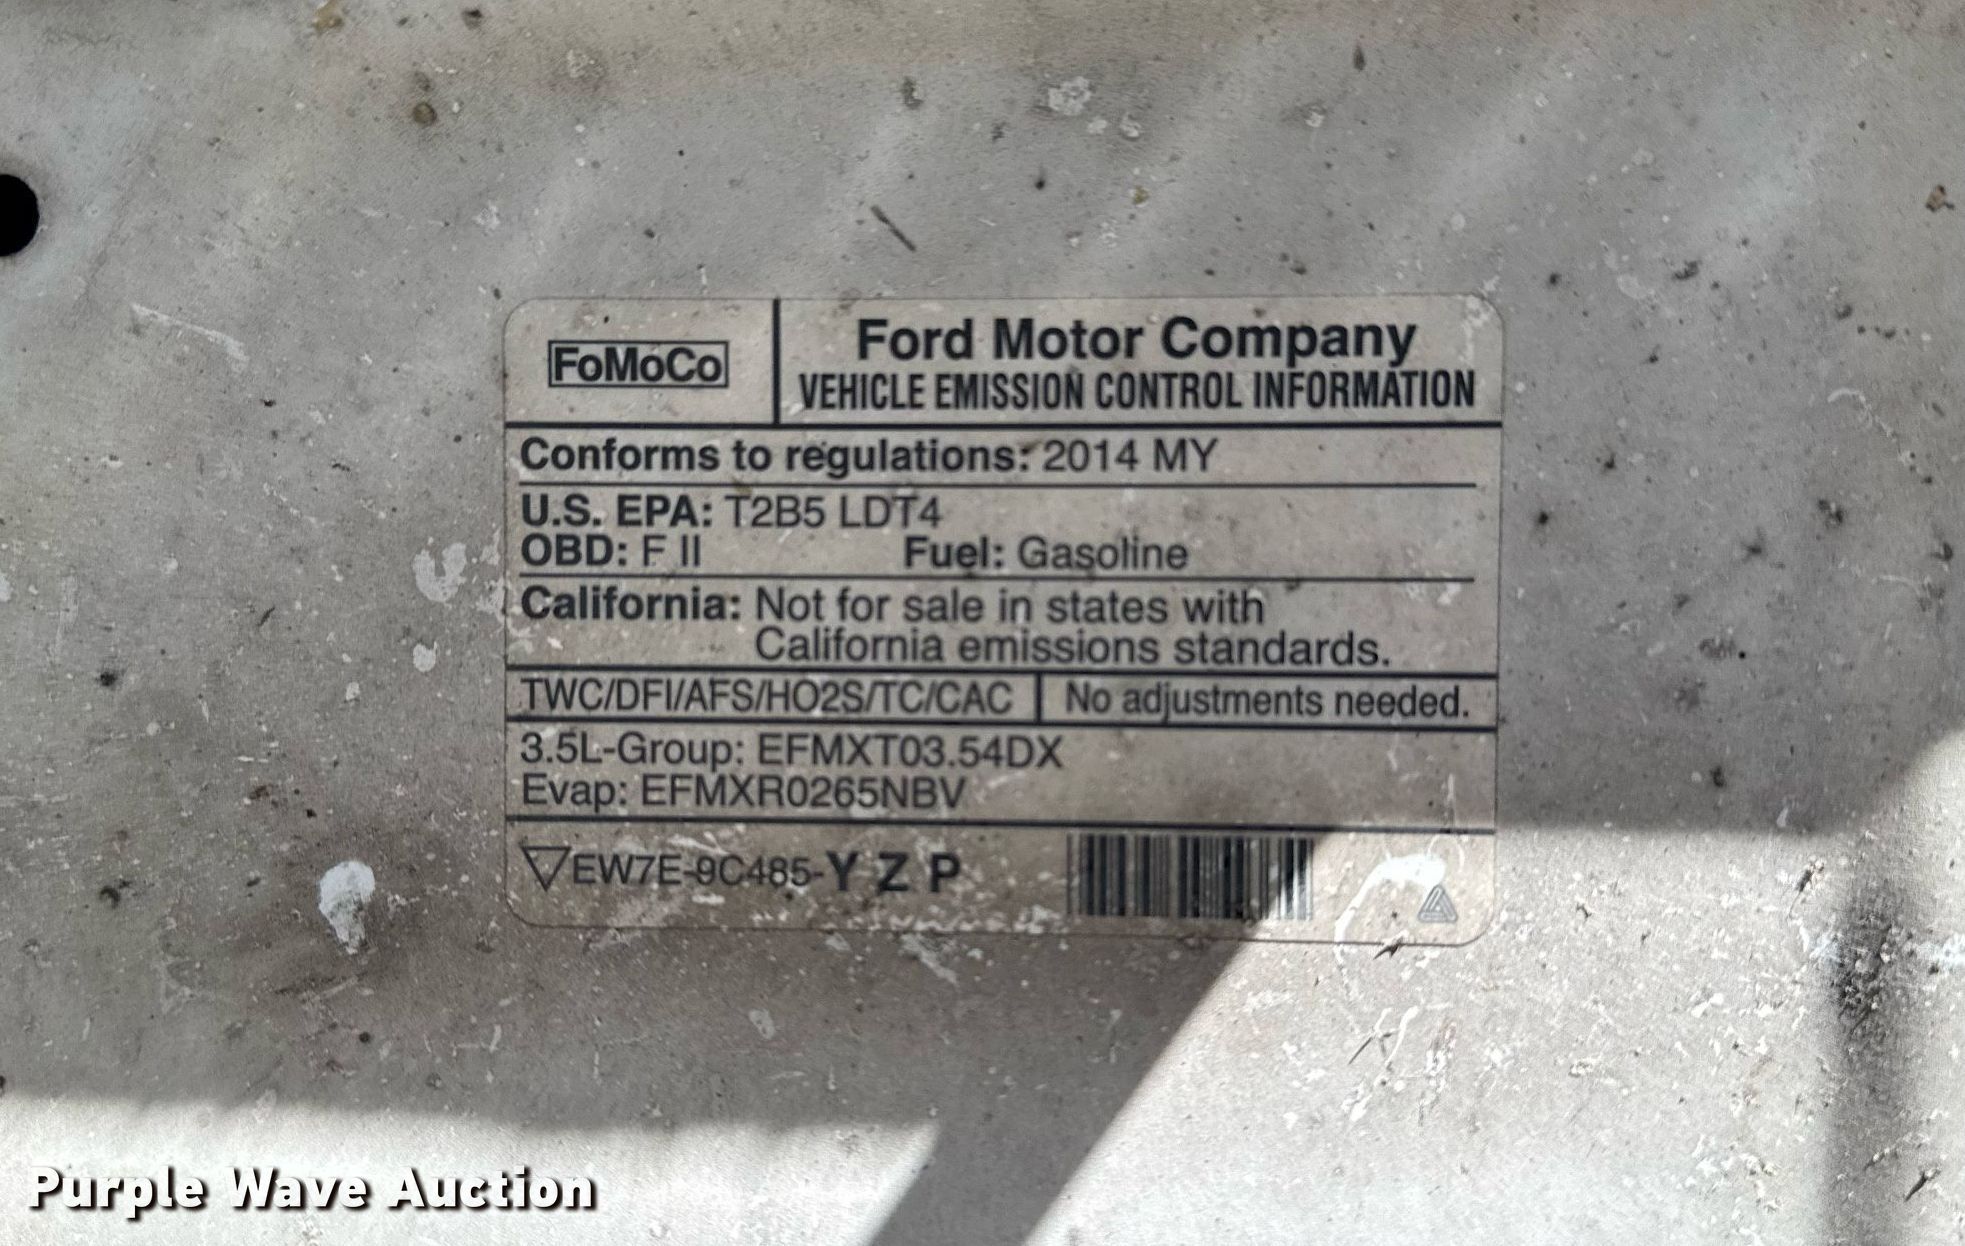 FoMoCo
Ford Motor Company
VEHICLE EMISSION CONTROL INFORMATION
Conforms to regulations: 2014 MY
U.S. EPA: T2B5 LDT4
OBD: F II Fuel: Gasoline
California: Not for sale in states with
California emissions standards.
TWC/DFI/AFS/HO2S/TC/CAC No adjustments needed.
3.5L-Group: EFMXT03.54DX
Evap: EFMXR0265NBV
EW7E-9C485-Y Z P
Purple Wave Auction